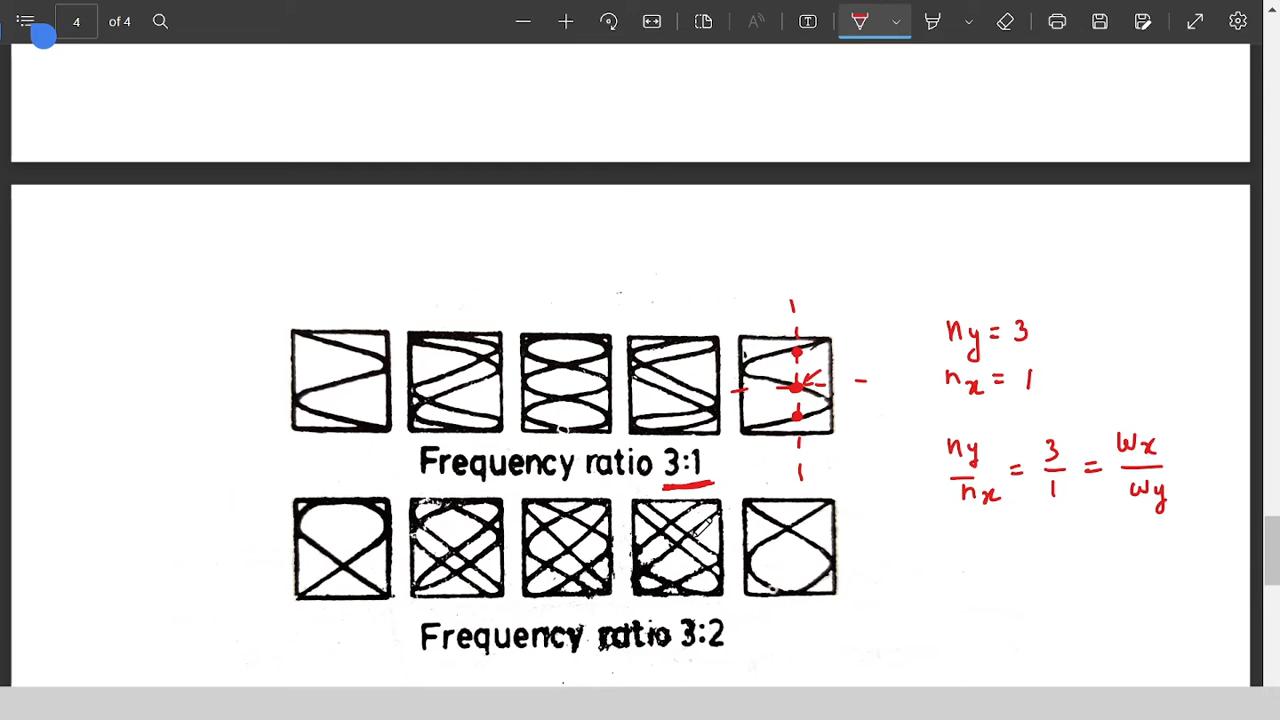 4 of 4
ny = 3
nx = 1
Frequency ratio 3:1
ny/nx = 3/1 = ωx/ωy
Frequency ratio 3:2